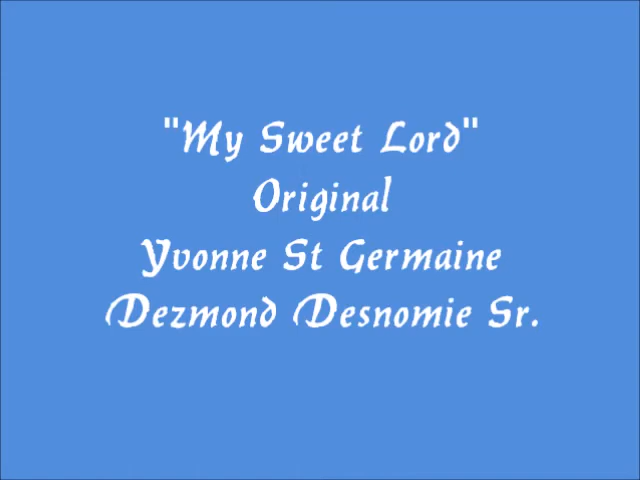 "My Sweet Lord"
Original
Yvonne St Germaine
Dezmond Desnomie Sr.